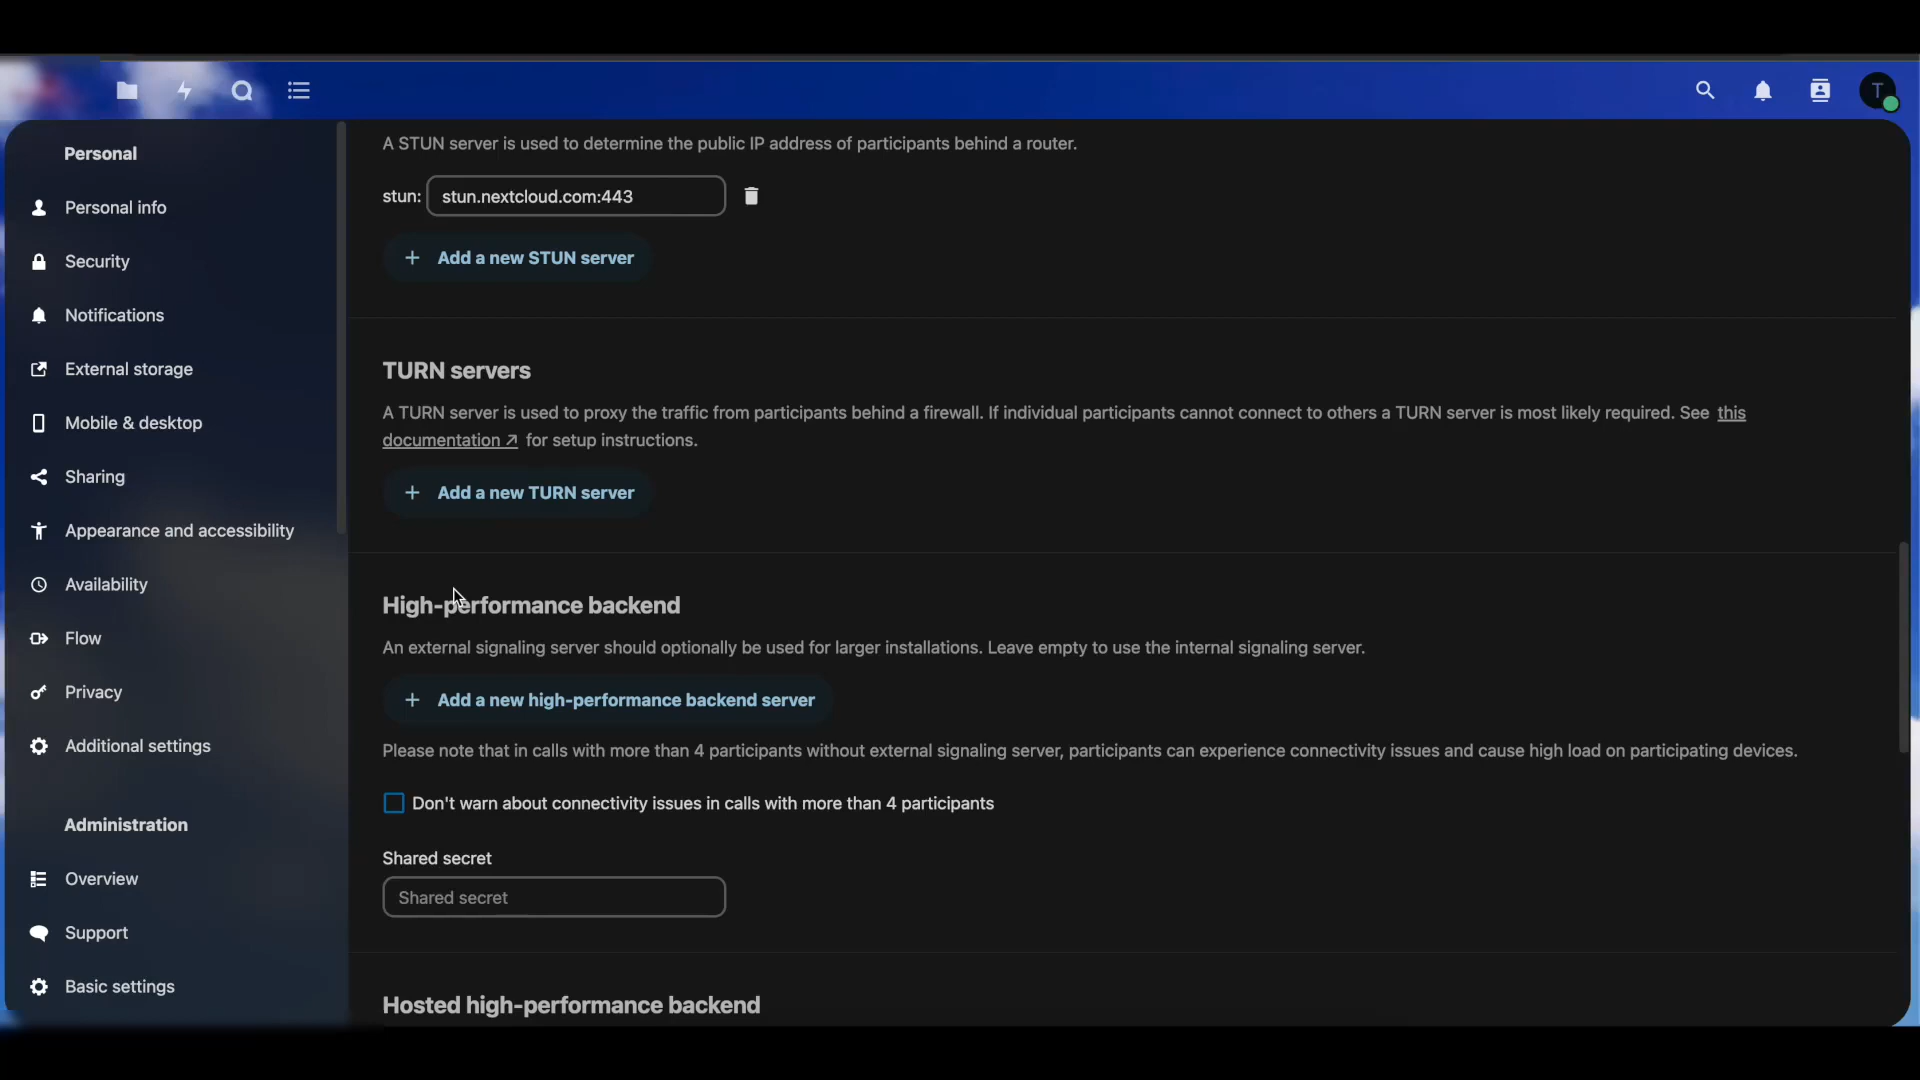 T
Personal
Personal info
Security
Notifications
External storage
Mobile & desktop
Sharing
Appearance and accessibility
Availability
Flow
Privacy
Additional settings
Administration
Overview
Support
Basic settings
A STUN server is used to determine the public IP address of participants behind a router.
stun: stun.nextcloud.com:443
+ Add a new STUN server
TURN servers
A TURN server is used to proxy the traffic from participants behind a firewall. If individual participants cannot connect to others a TURN server is most likely required. See this
documentation ↗ for setup instructions.
+ Add a new TURN server
High-performance backend
An external signaling server should optionally be used for larger installations. Leave empty to use the internal signaling server.
+ Add a new high-performance backend server
Please note that in calls with more than 4 participants without external signaling server, participants can experience connectivity issues and cause high load on participating devices.
Don't warn about connectivity issues in calls with more than 4 participants
Shared secret
Shared secret
Hosted high-performance backend